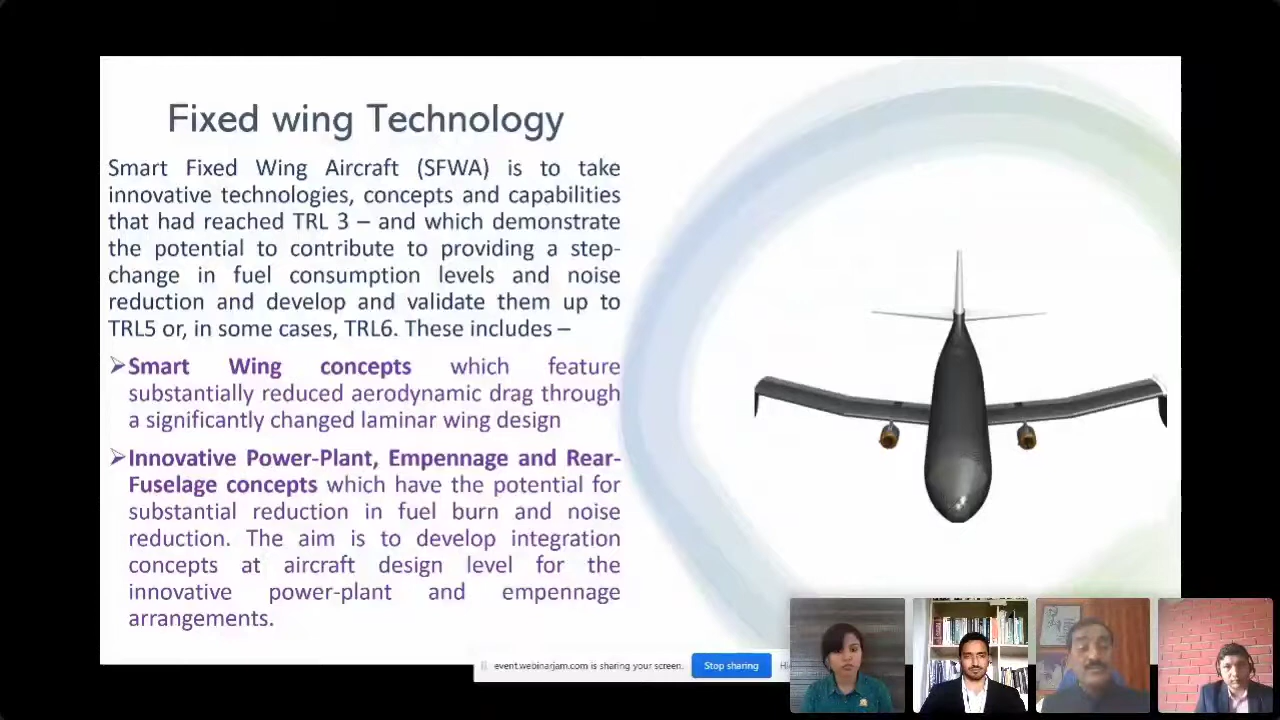 Fixed wing Technology
Smart Fixed Wing Aircraft (SFWA) is to take
innovative technologies, concepts and capabilities
that had reached TRL 3 – and which demonstrate
the potential to contribute to providing a step-
change in fuel consumption levels and noise
reduction and develop and validate them up to
TRL5 or, in some cases, TRL6. These includes –
➢Smart Wing concepts which feature
substantially reduced aerodynamic drag through
a significantly changed laminar wing design
➢Innovative Power-Plant, Empennage and Rear-
Fuselage concepts which have the potential for
substantial reduction in fuel burn and noise
reduction. The aim is to develop integration
concepts at aircraft design level for the
innovative power-plant and empennage
arrangements.
event.webinarjam.com is sharing your screen. Stop sharing